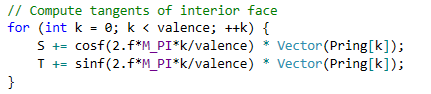 // Compute tangents of interior face
for (int k = 0; k < valence; ++k) {
    S += cosf(2.f*M_PI*k/valence) * Vector(Pring[k]);
    T += sinf(2.f*M_PI*k/valence) * Vector(Pring[k]);
}